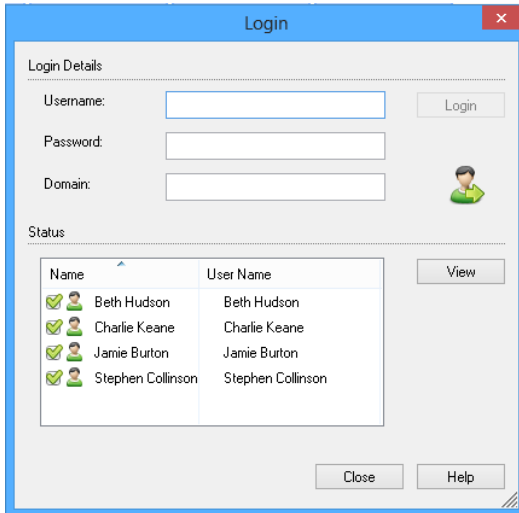 Login
Login Details
Username:
Login
Password:
Domain:
Status
Name User Name
View
Beth Hudson Beth Hudson
Charlie Keane Charlie Keane
Jamie Burton Jamie Burton
Stephen Collinson Stephen Collinson
Close Help